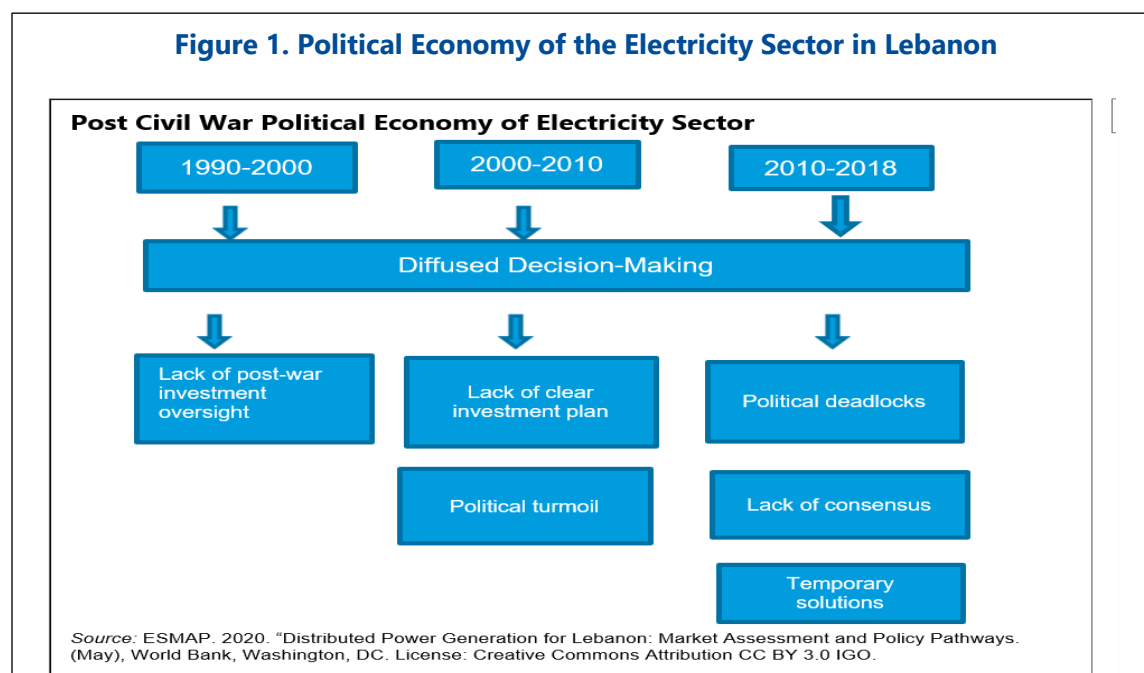 Figure 1. Political Economy of the Electricity Sector in Lebanon
Post Civil War Political Economy of Electricity Sector
1990-2000
2000-2010
2010-2018
Diffused Decision-Making
Lack of post-war
investment
oversight
Lack of clear
investment plan
Political deadlocks
Political turmoil
Lack of consensus
Temporary
solutions
Source: ESMAP. 2020. “Distributed Power Generation for Lebanon: Market Assessment and Policy Pathways.
(May), World Bank, Washington, DC. License: Creative Commons Attribution CC BY 3.0 IGO.